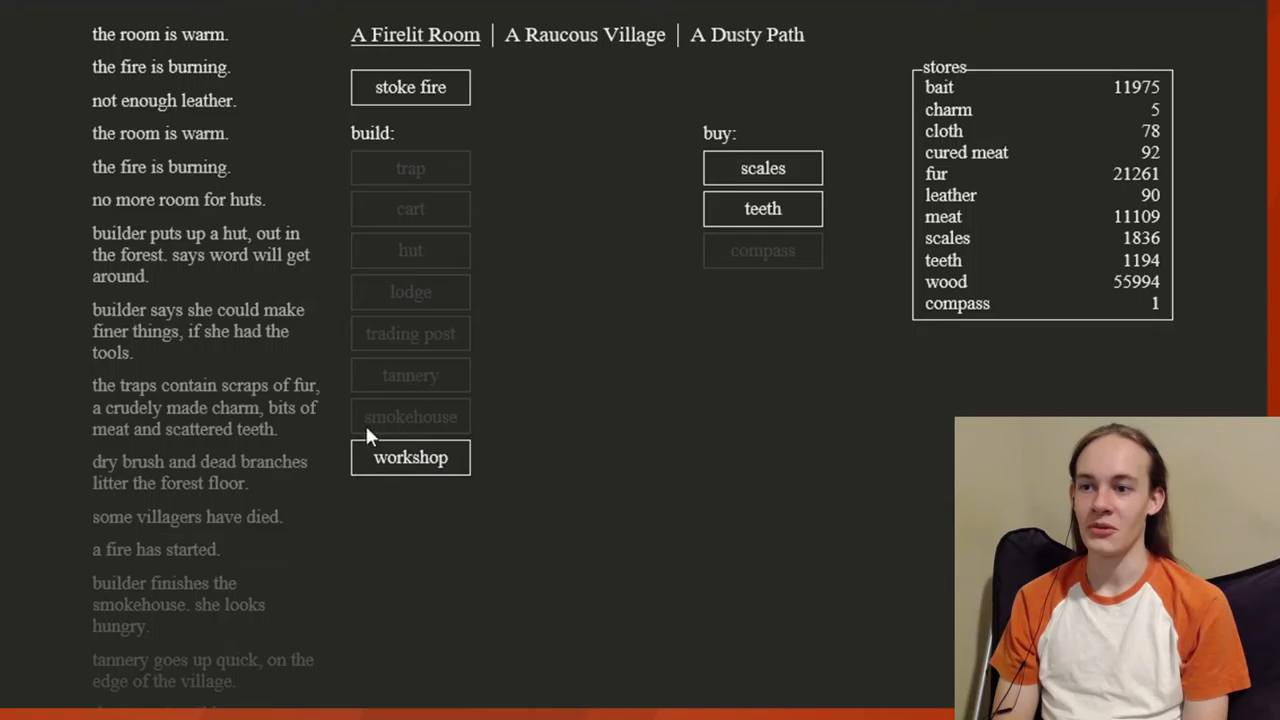 the room is warm.
the fire is burning.
not enough leather.
the room is warm.
the fire is burning.
no more room for huts.
builder puts up a hut, out in
the forest. says word will get
around.
builder says she could make
finer things, if she had the
tools.
the traps contain scraps of fur,
a crudely made charm, bits of
meat and scattered teeth.
dry brush and dead branches
litter the forest floor.
some villagers have died.
a fire has started.
builder finishes the
smokehouse. she looks
hungry.
tannery goes up quick, on the
edge of the village.
A Firelit Room | A Raucous Village | A Dusty Path
stoke fire
build:
trap
cart
hut
lodge
trading post
tannery
smokehouse
workshop
buy:
scales
teeth
compass
stores
bait 11975
charm 5
cloth 78
cured meat 92
fur 21261
leather 90
meat 11109
scales 1836
teeth 1194
wood 55994
compass 1